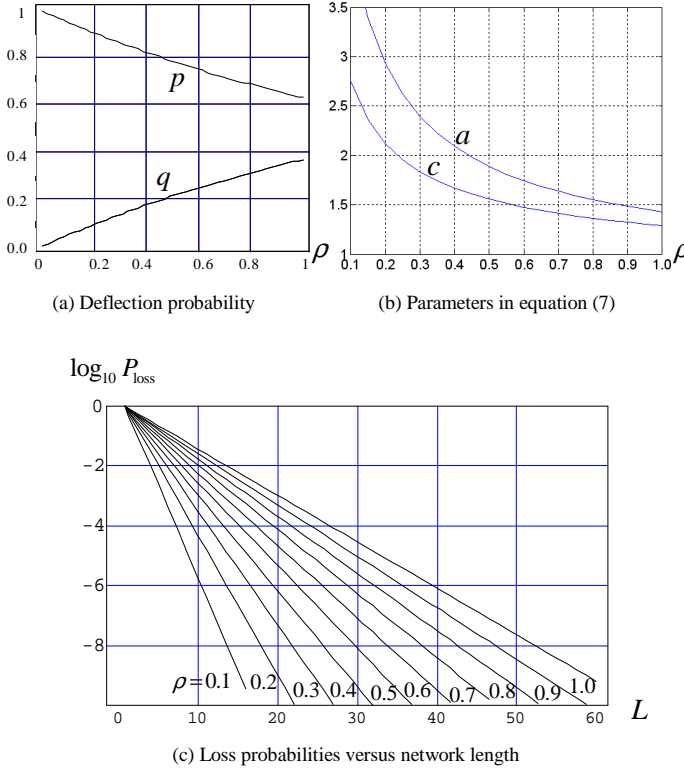 1
0.8
0.6
0.4
0.2
0.0
p
q
0 0.2 0.4 0.6 0.8 1 ρ
(a) Deflection probability
3.5
3
2.5
2
1.5
1
a
c
0.1 0.2 0.3 0.4 0.5 0.6 0.7 0.8 0.9 1.0 ρ
(b) Parameters in equation (7)
log₁₀ P_loss
0
−2
−4
−6
−8
ρ = 0.1 0.2 0.3 0.4 0.5 0.6 0.7 0.8 0.9 1.0
0 10 20 30 40 50 60 L
(c) Loss probabilities versus network length